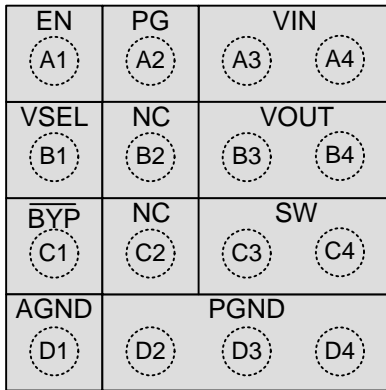 EN PG VIN
A1 A2 A3 A4
VSEL NC VOUT
B1 B2 B3 B4
BYP NC SW
C1 C2 C3 C4
AGND PGND
D1 D2 D3 D4